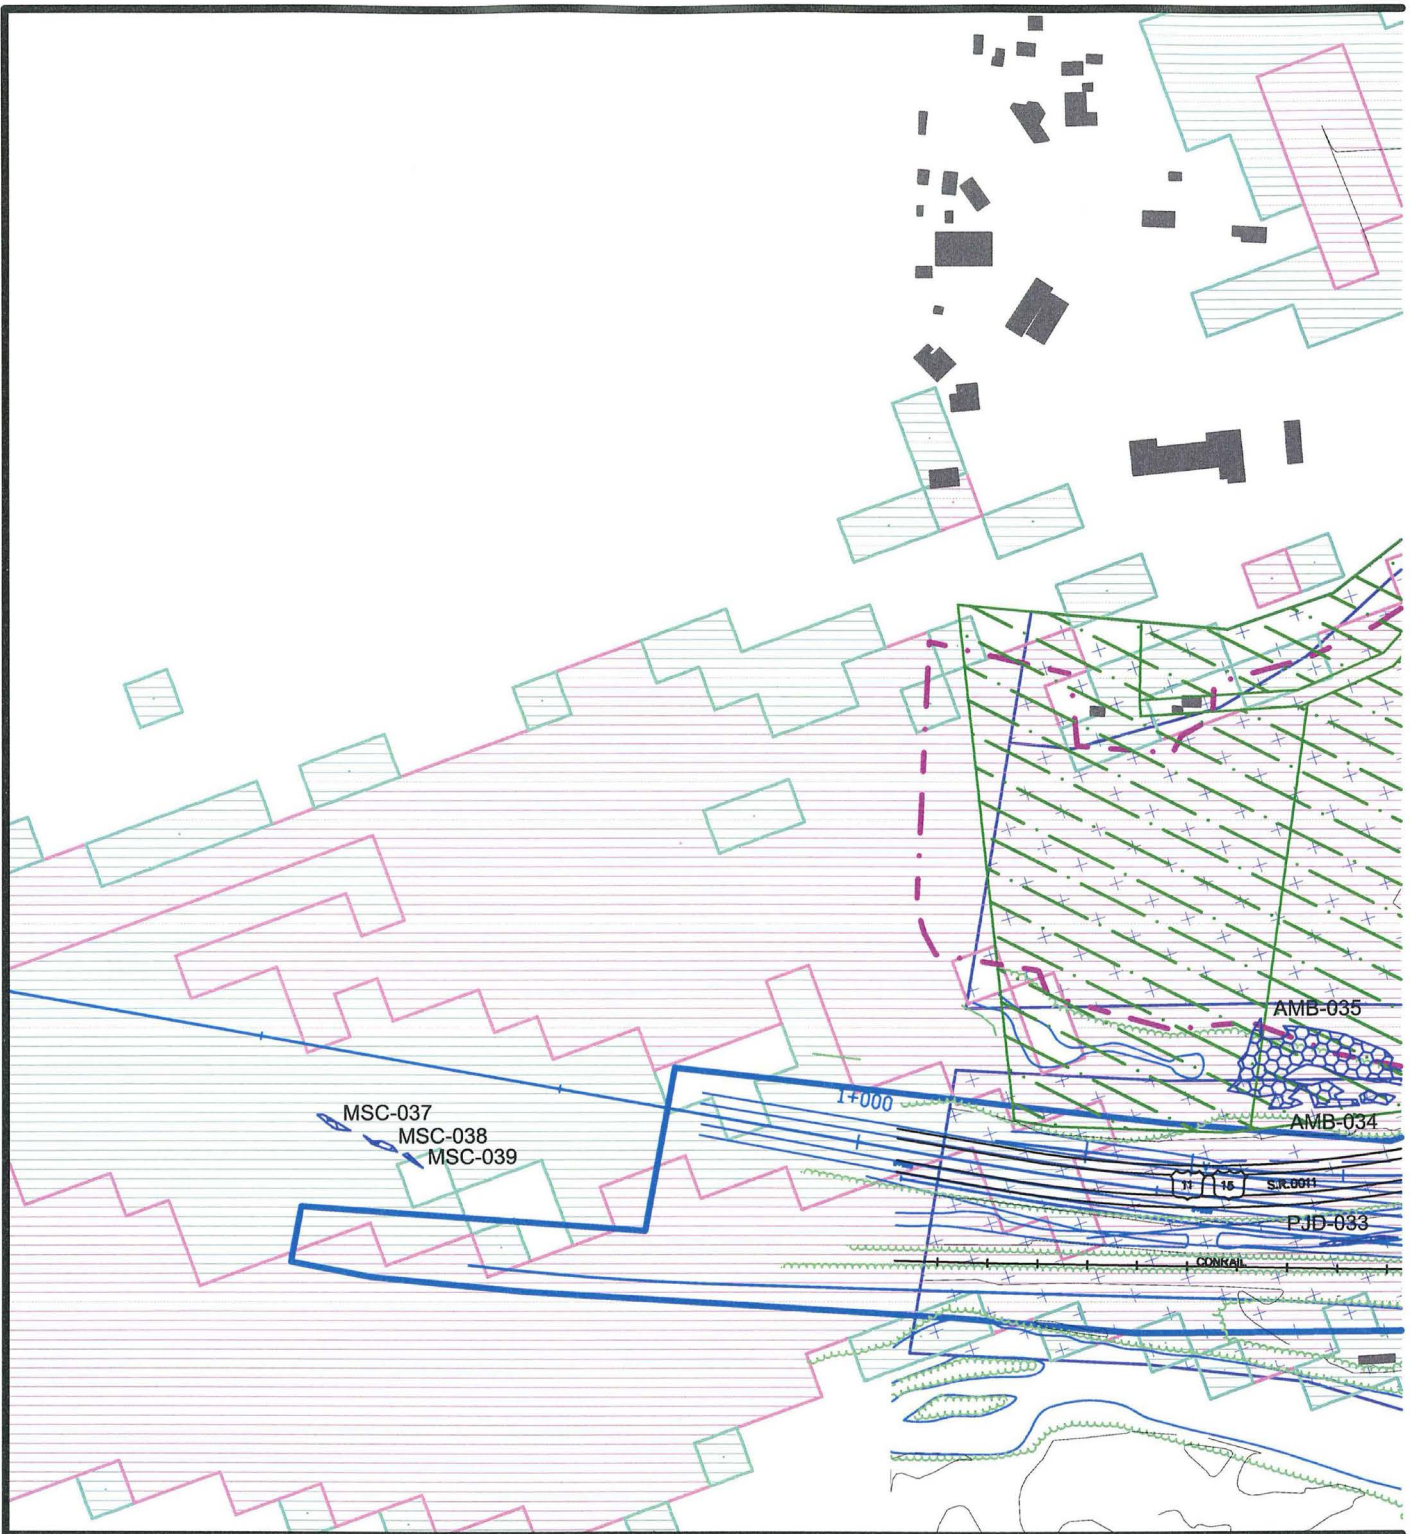 AMB-035
1+000
MSC-037
AMB-034
MSC-038
MSC-039
11 15 S.R.0011
PJD-033
CONRAIL